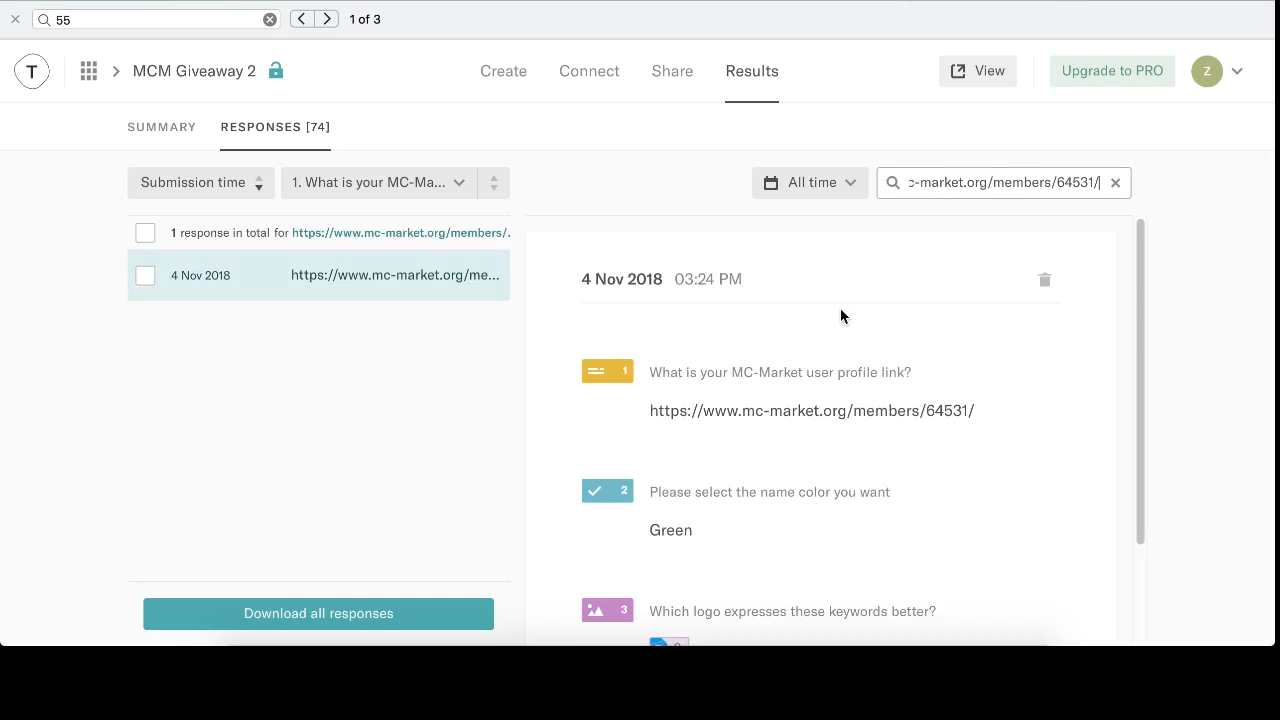 55
1 of 3
T
MCM Giveaway 2
Create
Connect
Share
Results
View
Upgrade to PRO
Z
SUMMARY
RESPONSES [74]
Submission time
1. What is your MC-Ma...
All time
-market.org/members/64531/
1 response in total for https://www.mc-market.org/members/.
4 Nov 2018
https://www.mc-market.org/me...
4 Nov 2018 03:24 PM
1
What is your MC-Market user profile link?
https://www.mc-market.org/members/64531/
2
Please select the name color you want
Green
3
Which logo expresses these keywords better?
Download all responses